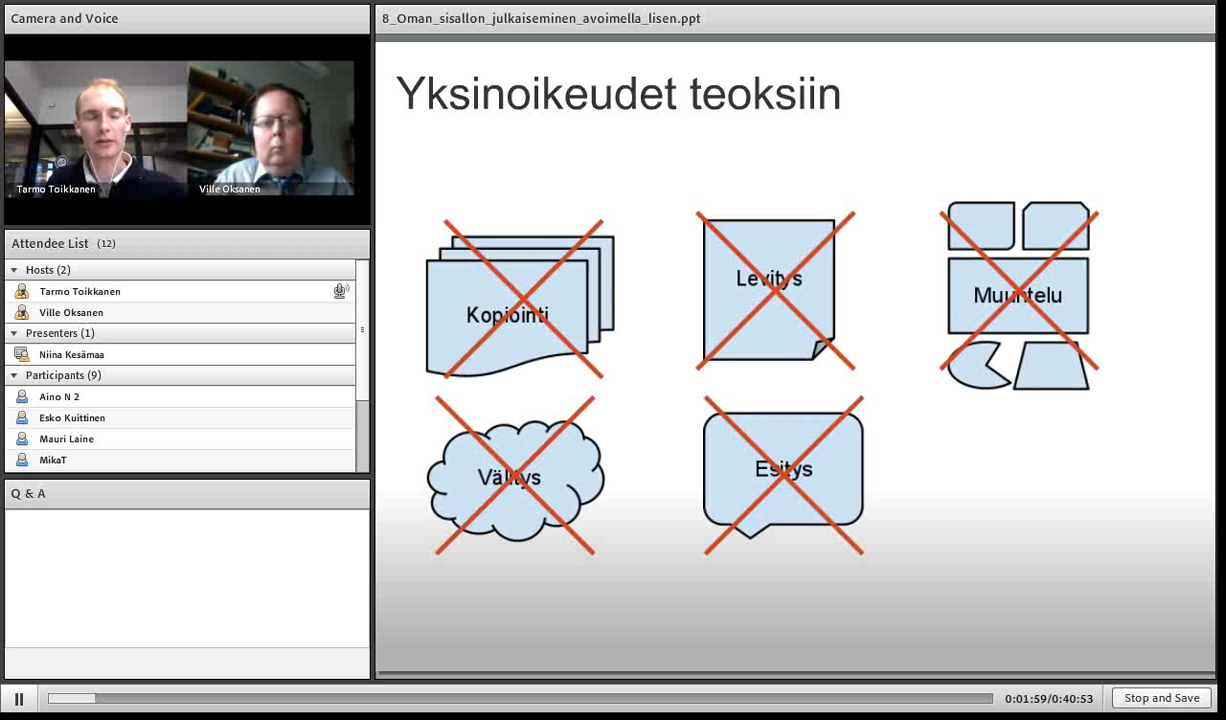 Camera and Voice
Tarmo Toikkanen
Ville Oksanen
Attendee List (12)
Hosts (2)
Tarmo Toikkanen
Ville Oksanen
Presenters (1)
Niina Kesämaa
Participants (9)
Aino N 2
Esko Kuittinen
Mauri Laine
MikaT
Q & A
8_Oman_sisallon_julkaiseminen_avoimella_lisen.ppt
Yksinoikeudet teoksiin
Kopiointi
Levitys
Muuntelu
Välitys
Esitys
0:01:59/0:40:53
Stop and Save